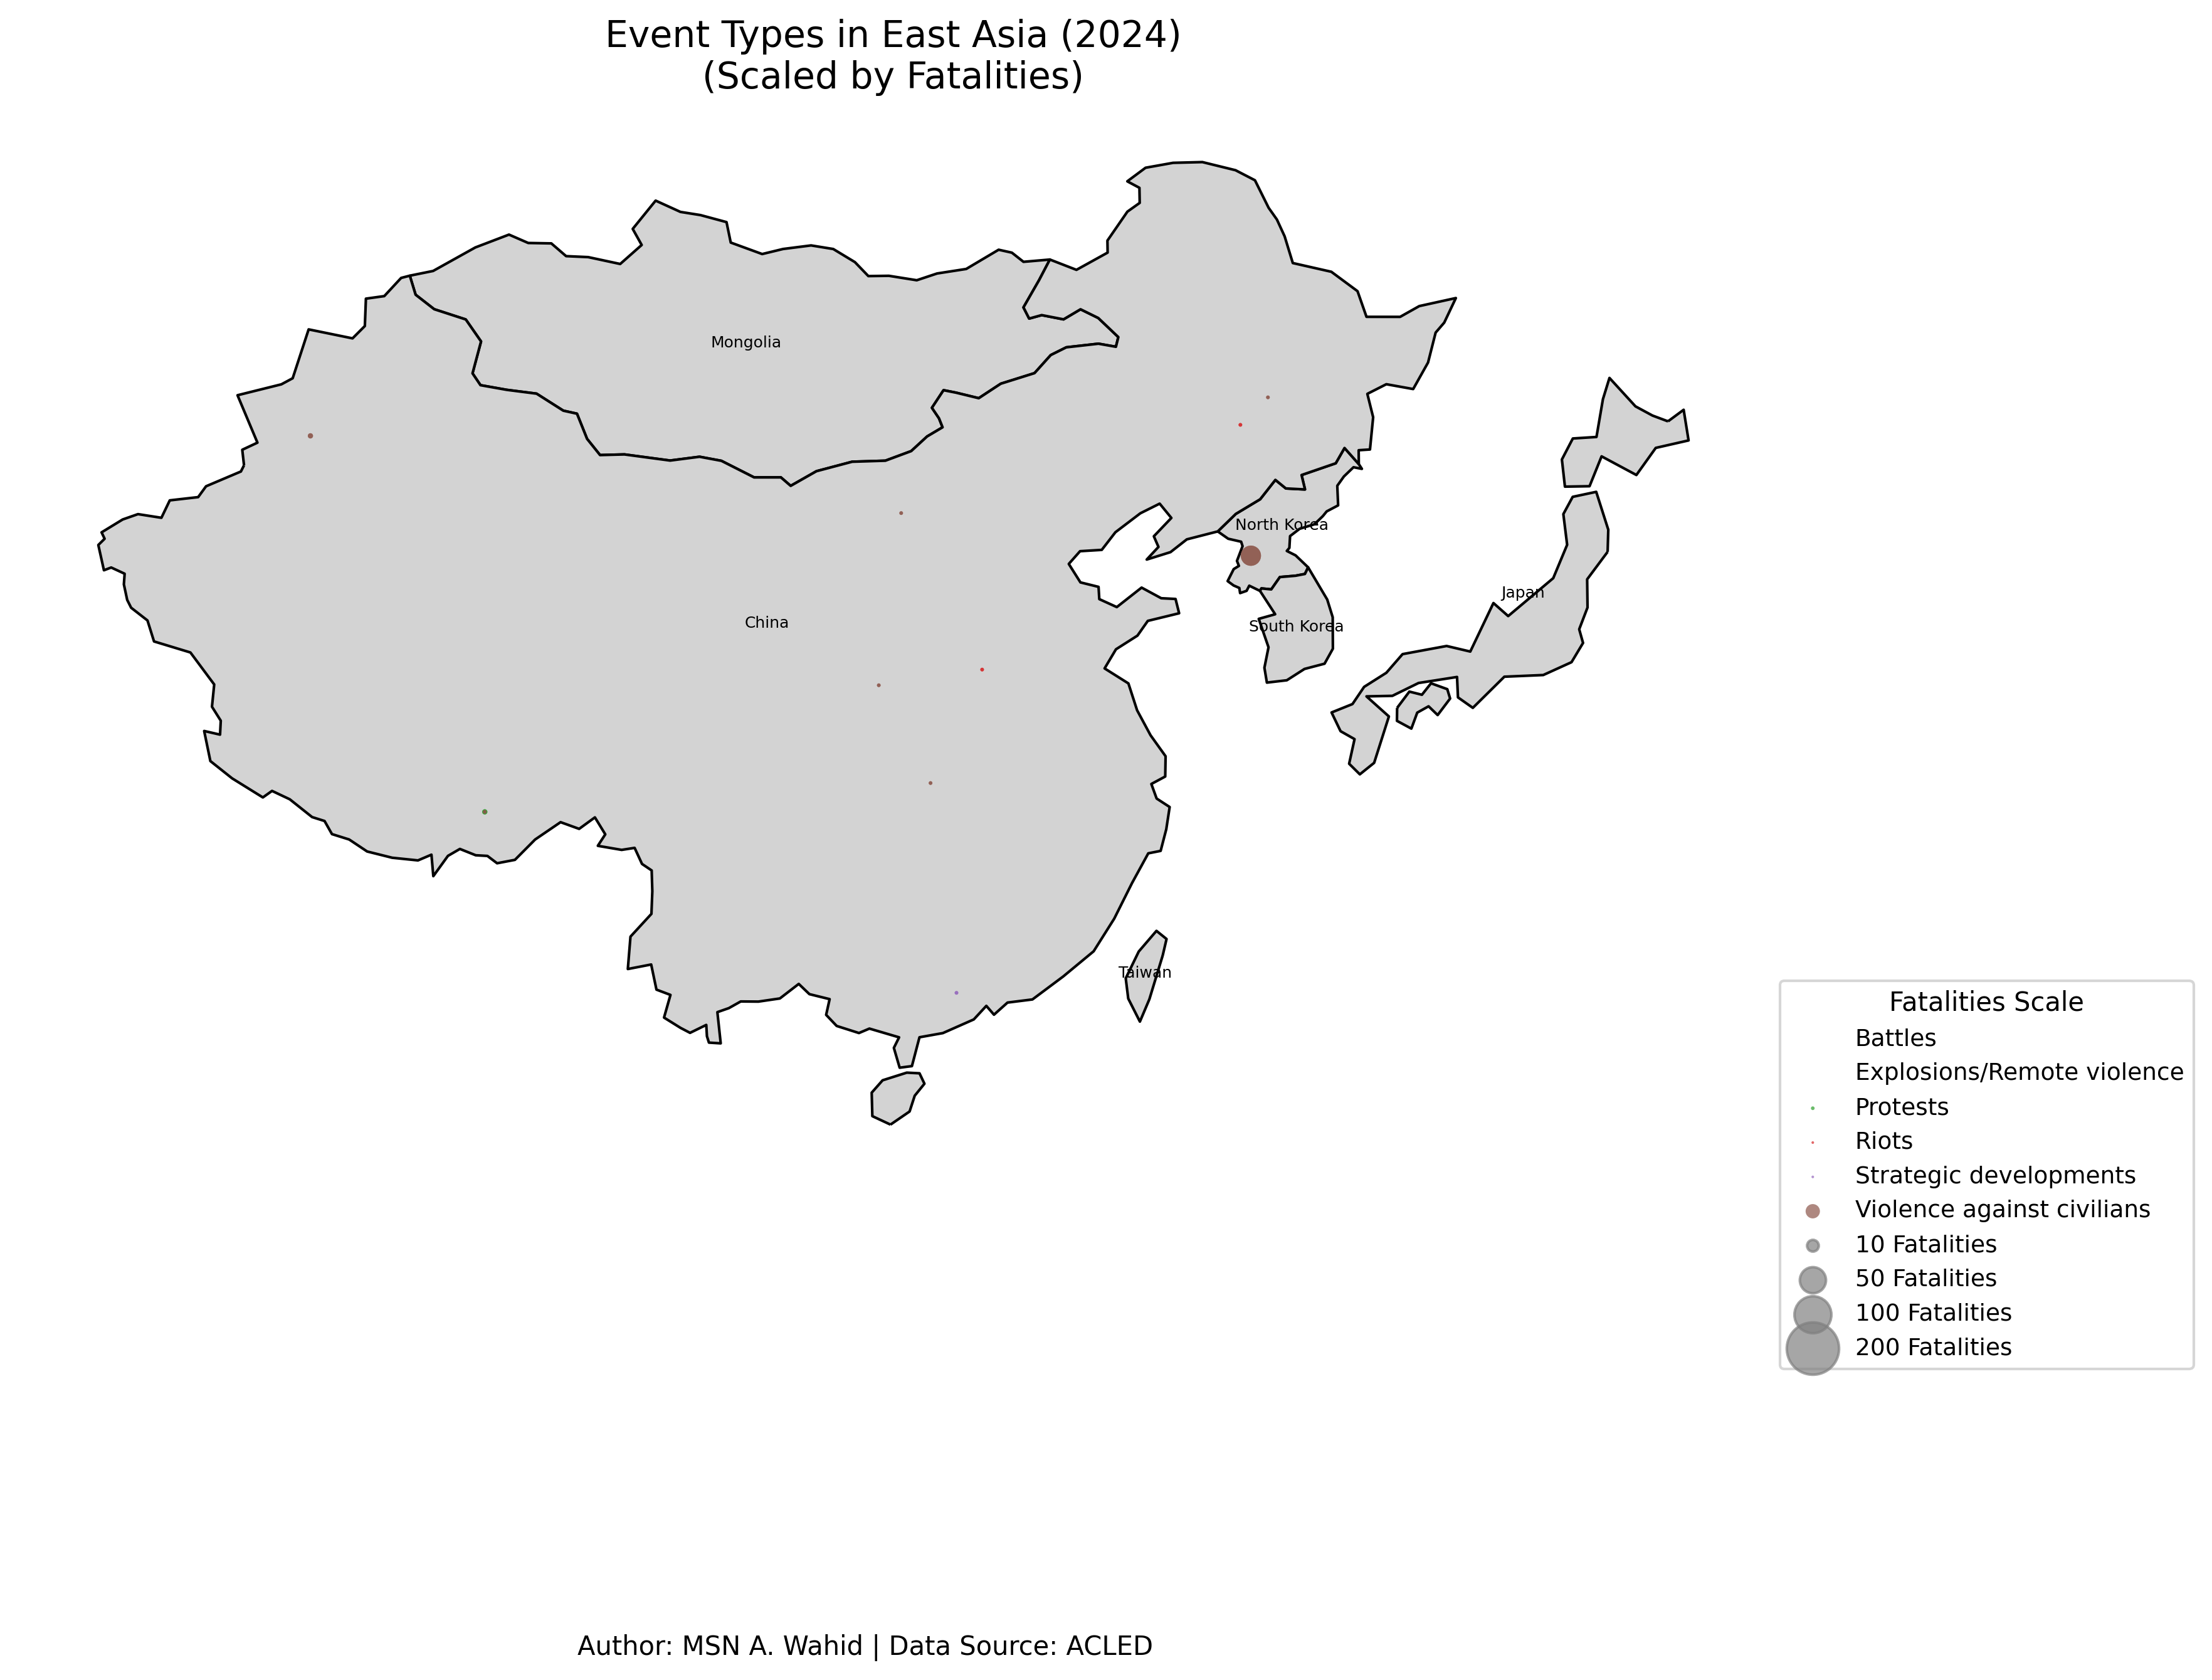 Event Types in East Asia (2024)
(Scaled by Fatalities)
Mongolia
North Korea
Japan
China
South Korea
Taiwan
Fatalities Scale
Battles
Explosions/Remote violence
Protests
Riots
Strategic developments
Violence against civilians
10 Fatalities
50 Fatalities
100 Fatalities
200 Fatalities
Author: MSN A. Wahid | Data Source: ACLED